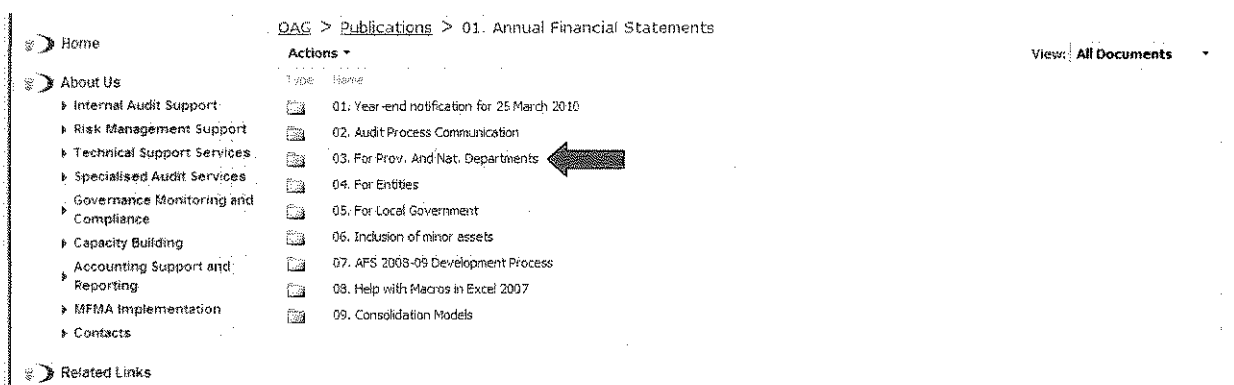 OAG > Publications > 01. Annual Financial Statements
Actions
View: All Documents
Type Name
01. Year-end notification for 25 March 2010
02. Audit Process Communication
03. For Prov. And Nat. Departments
04. For Entities
05. For Local Government
06. Inclusion of minor assets
07. AFS 2008-09 Development Process
08. Help with Macros in Excel 2007
09. Consolidation Models
Home
About Us
Internal Audit Support
Risk Management Support
Technical Support Services
Specialised Audit Services
Governance Monitoring and
Compliance
Capacity Building
Accounting Support and
Reporting
MFMA Implementation
Contacts
Related Links